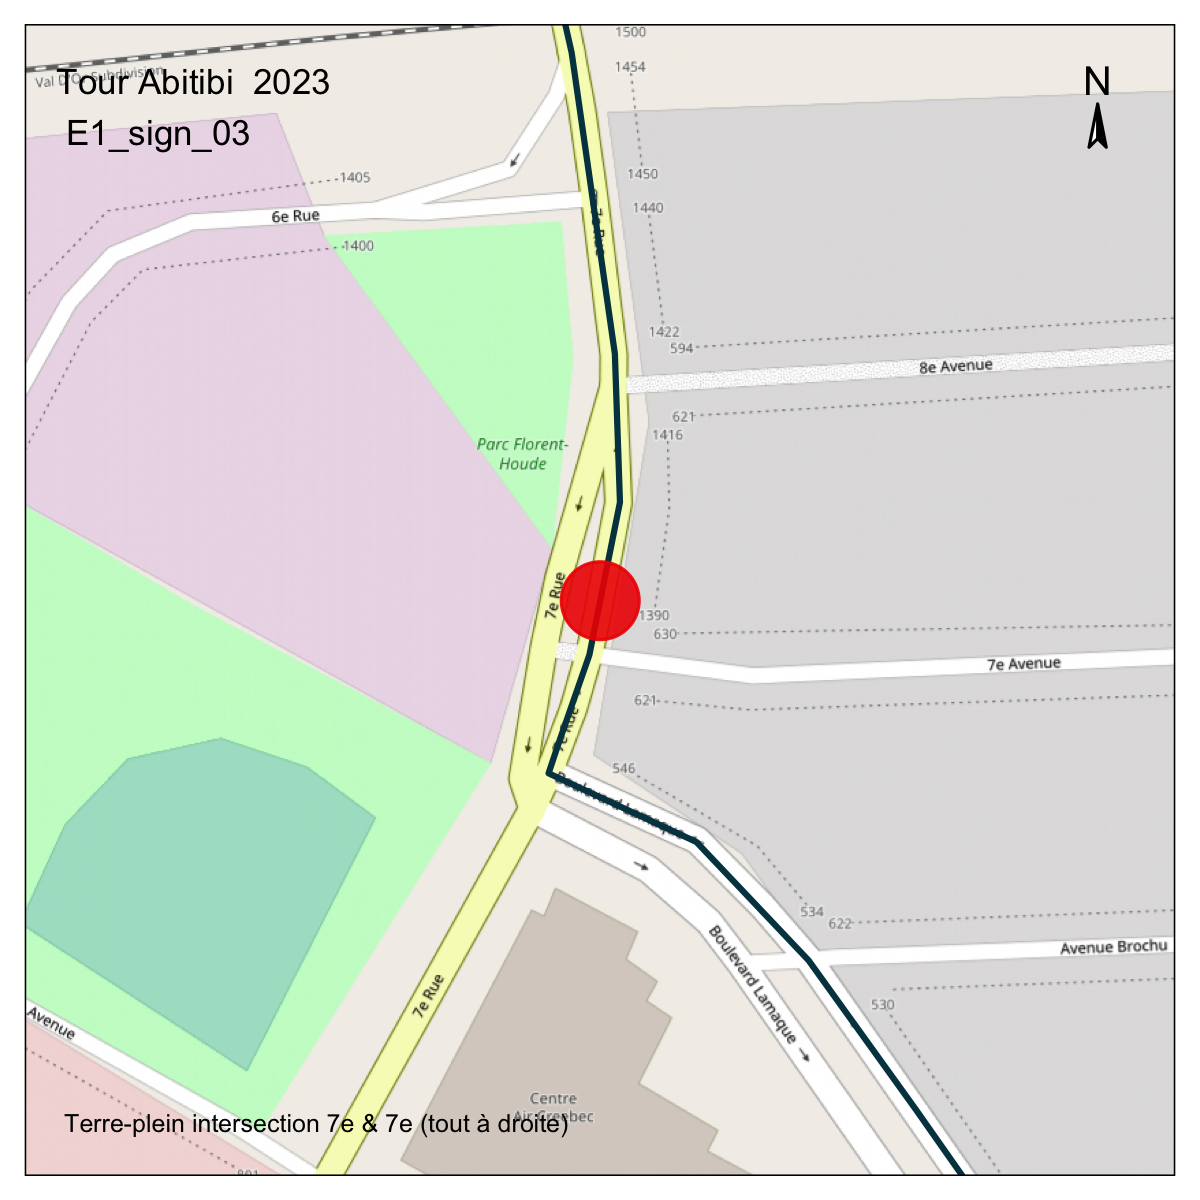 1500
1454
Val D'Or Subdivision
Tour Abitibi  2023
N
E1_sign_03
1405
1450
6e Rue
1440
7e Rue
1400
1422
594
8e Avenue
621
1416
Parc Florent-
Houde
7e Rue
1390
630
7e Avenue
621
7e Rue
546
Boulevard Lamaque
534
622
Boulevard Lamaque
Avenue Brochu
7e Rue
530
Avenue
Centre
Air Creebec
Terre-plein intersection 7e & 7e (tout à droite)
801